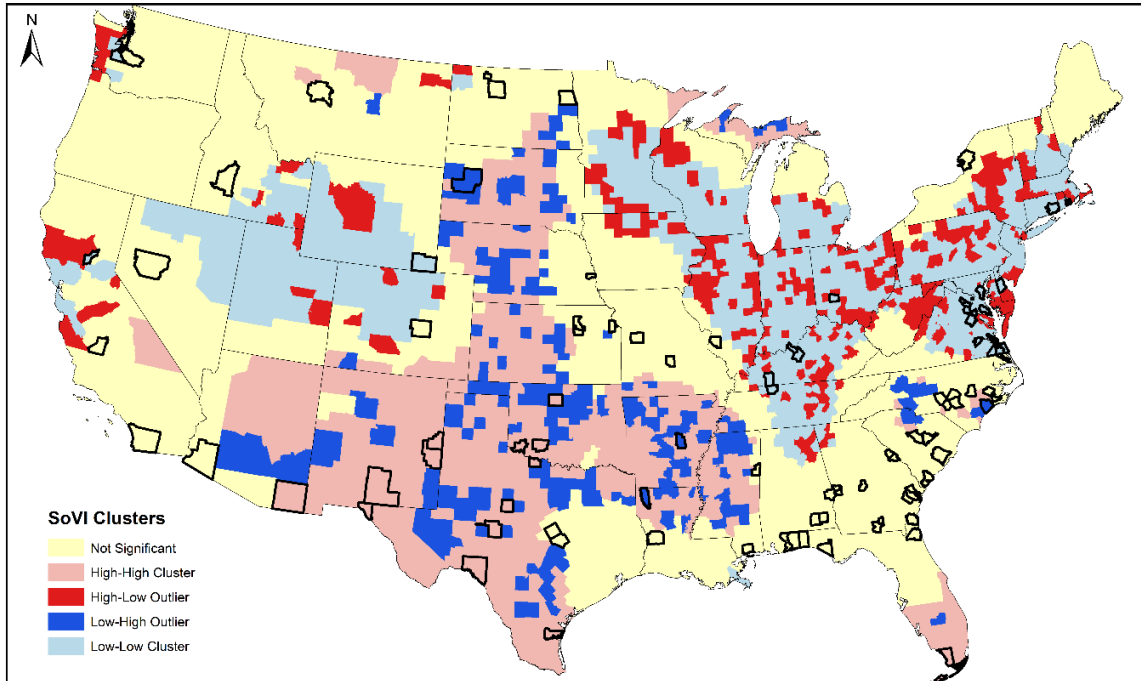 N
SoVI Clusters
Not Significant
High-High Cluster
High-Low Outlier
Low-High Outlier
Low-Low Cluster